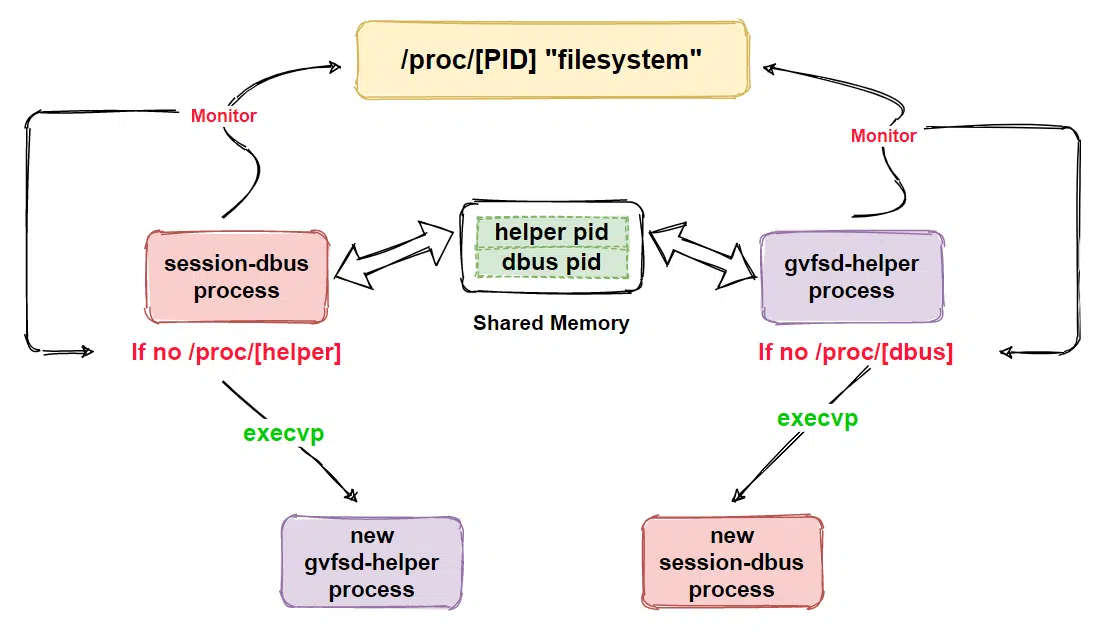 /proc/[PID] "filesystem"
Monitor
Monitor
helper pid
dbus pid
session-dbus
process
gvfsd-helper
process
Shared Memory
If no /proc/[helper]
If no /proc/[dbus]
execvp
execvp
new
gvfsd-helper
process
new
session-dbus
process